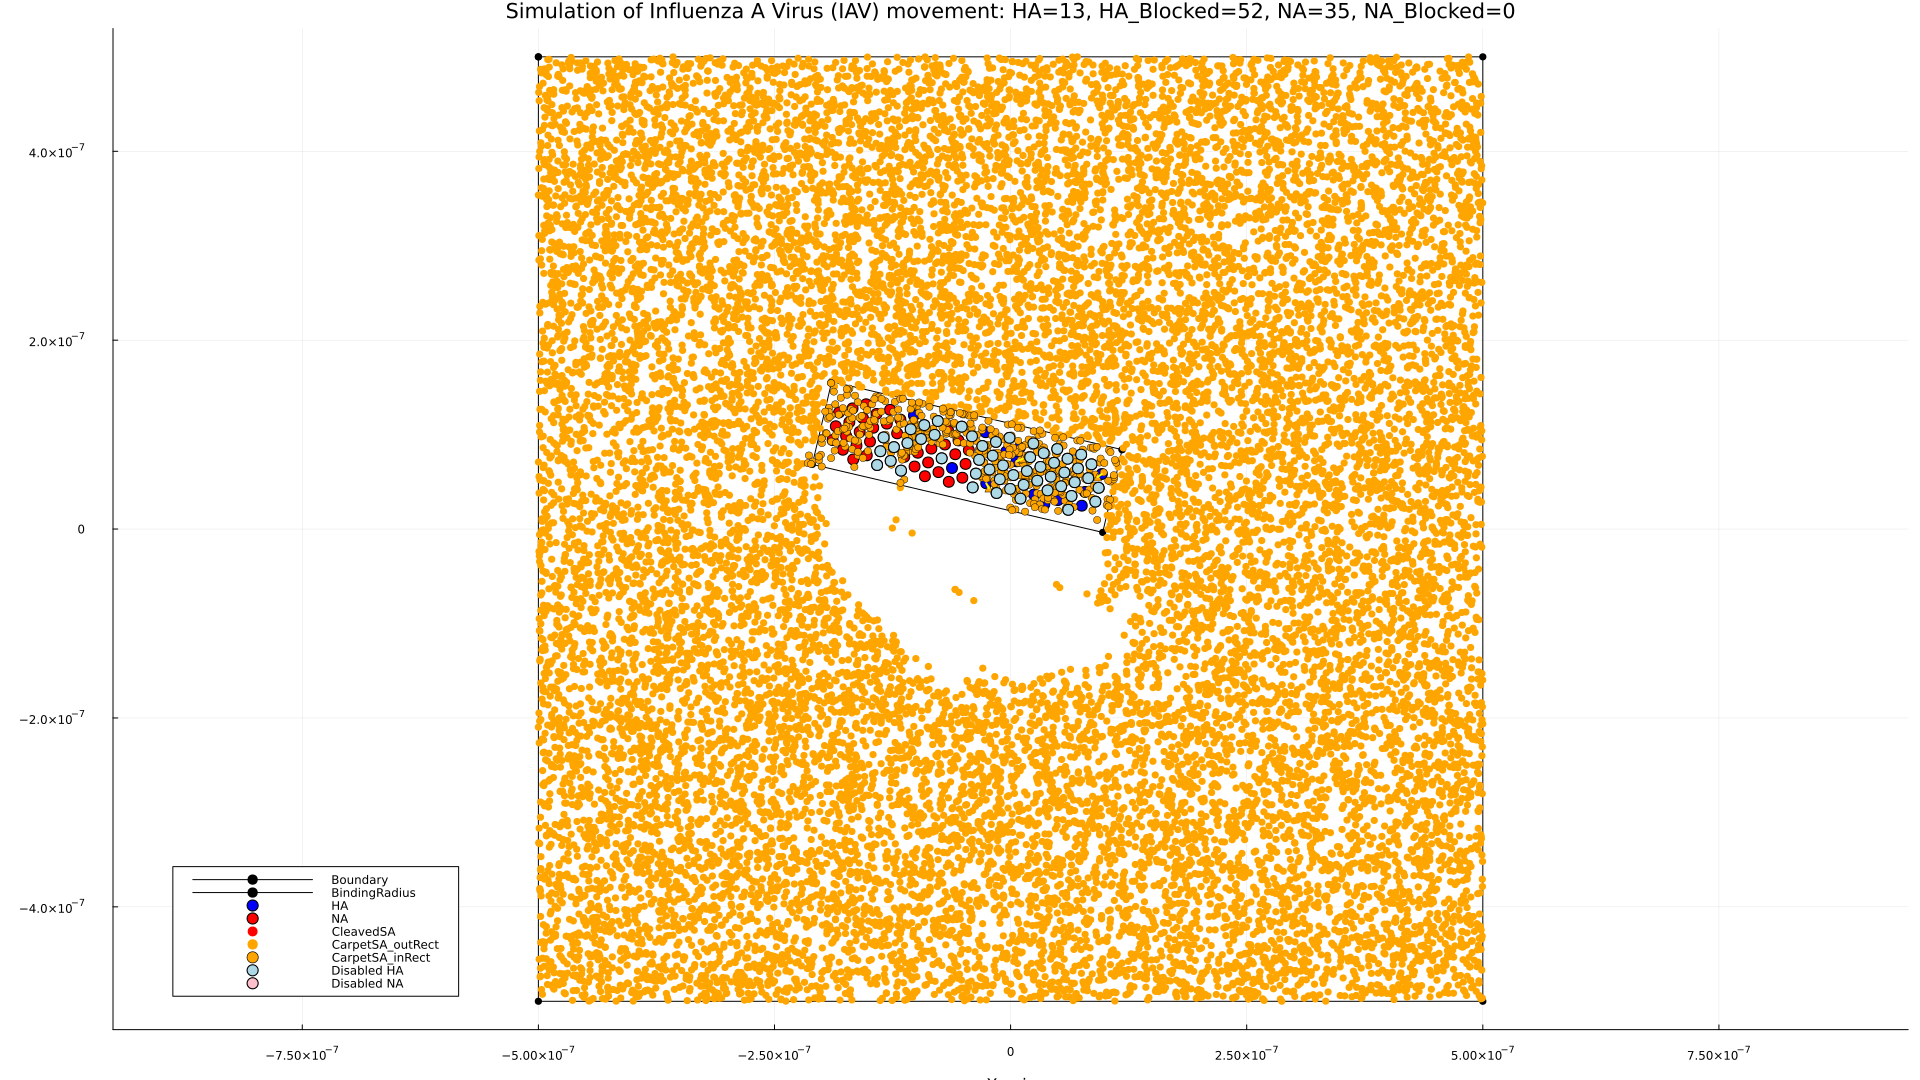 Simulation of Influenza A Virus (IAV) movement: HA=13, HA_Blocked=52, NA=35, NA_Blocked=0
4.0×10⁻⁷
2.0×10⁻⁷
0
−2.0×10⁻⁷
−4.0×10⁻⁷
Boundary
BindingRadius
HA
NA
CleavedSA
CarpetSA_outRect
CarpetSA_inRect
Disabled HA
Disabled NA
−7.50×10⁻⁷ −5.00×10⁻⁷ −2.50×10⁻⁷ 0 2.50×10⁻⁷ 5.00×10⁻⁷ 7.50×10⁻⁷